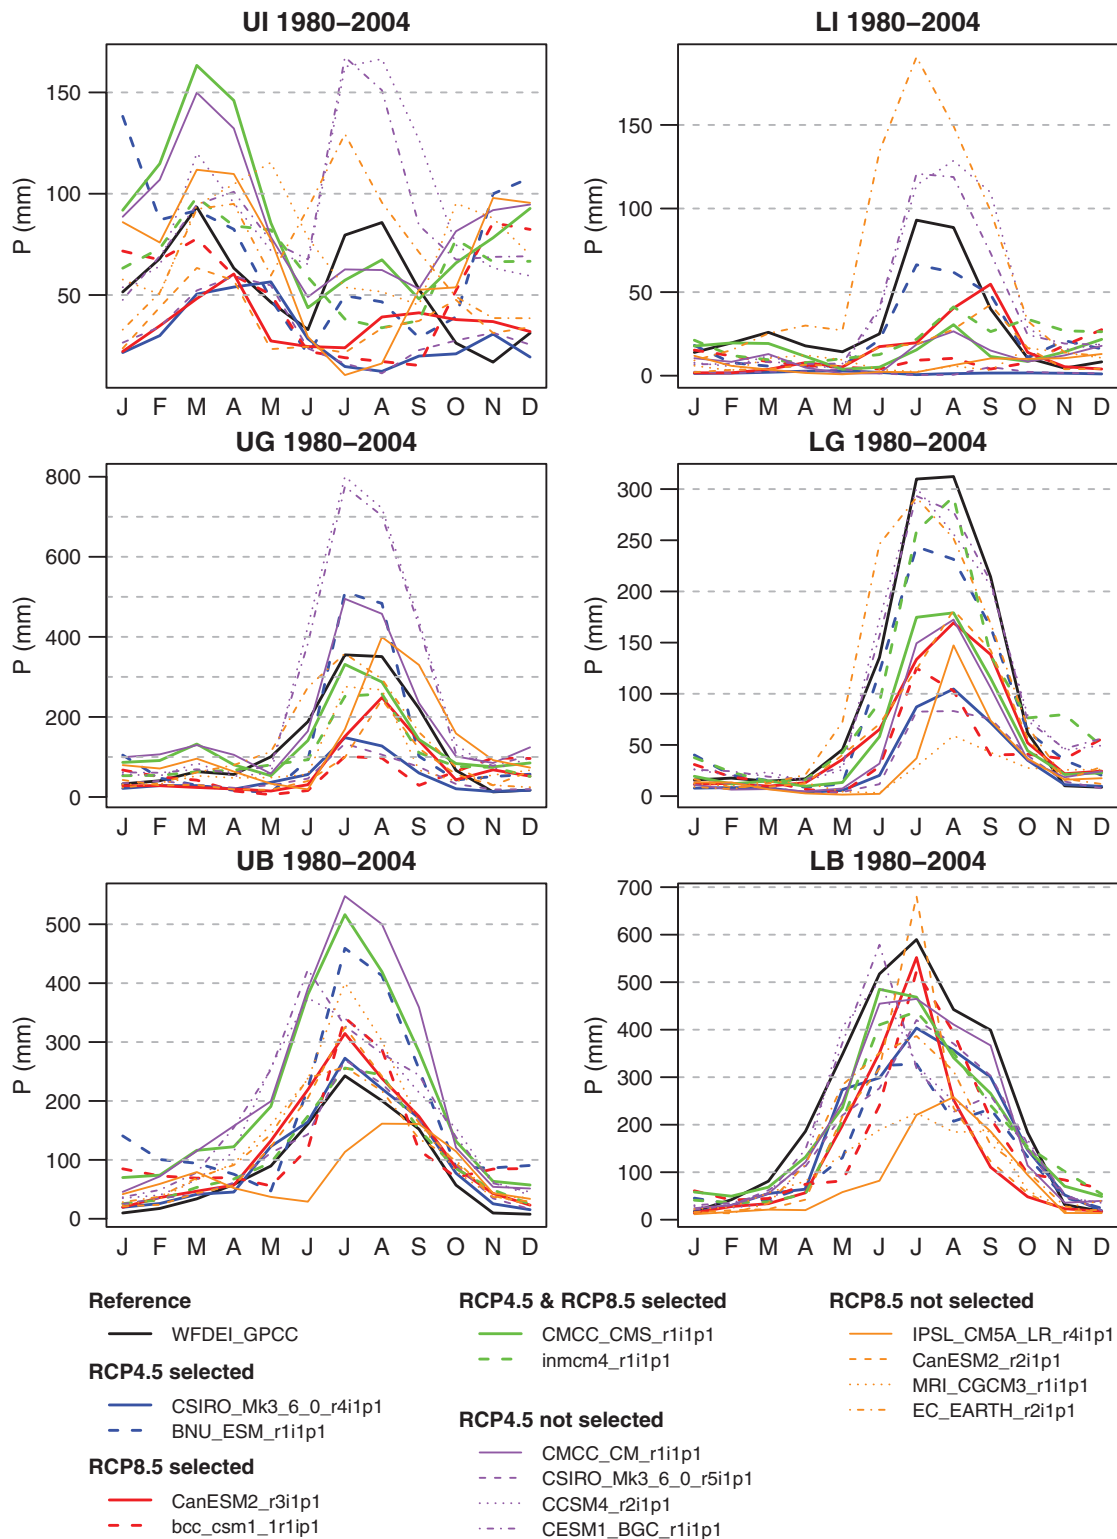 UI 1980–2004
P (mm)
150
100
50
J F M A M J J A S O N D
LI 1980–2004
P (mm)
150
100
50
0
J F M A M J J A S O N D
UG 1980–2004
P (mm)
800
600
400
200
0
J F M A M J J A S O N D
LG 1980–2004
P (mm)
300
250
200
150
100
50
0
J F M A M J J A S O N D
UB 1980–2004
P (mm)
500
400
300
200
100
0
J F M A M J J A S O N D
LB 1980–2004
P (mm)
700
600
500
400
300
200
100
0
J F M A M J J A S O N D
Reference
WFDEI_GPCC
RCP4.5 selected
CSIRO_Mk3_6_0_r4i1p1
BNU_ESM_r1i1p1
RCP8.5 selected
CanESM2_r3i1p1
bcc_csm1_1r1ip1
RCP4.5 & RCP8.5 selected
CMCC_CMS_r1i1p1
inmcm4_r1i1p1
RCP4.5 not selected
CMCC_CM_r1i1p1
CSIRO_Mk3_6_0_r5i1p1
CCSM4_r2i1p1
CESM1_BGC_r1i1p1
RCP8.5 not selected
IPSL_CM5A_LR_r4i1p1
CanESM2_r2i1p1
MRI_CGCM3_r1i1p1
EC_EARTH_r2i1p1